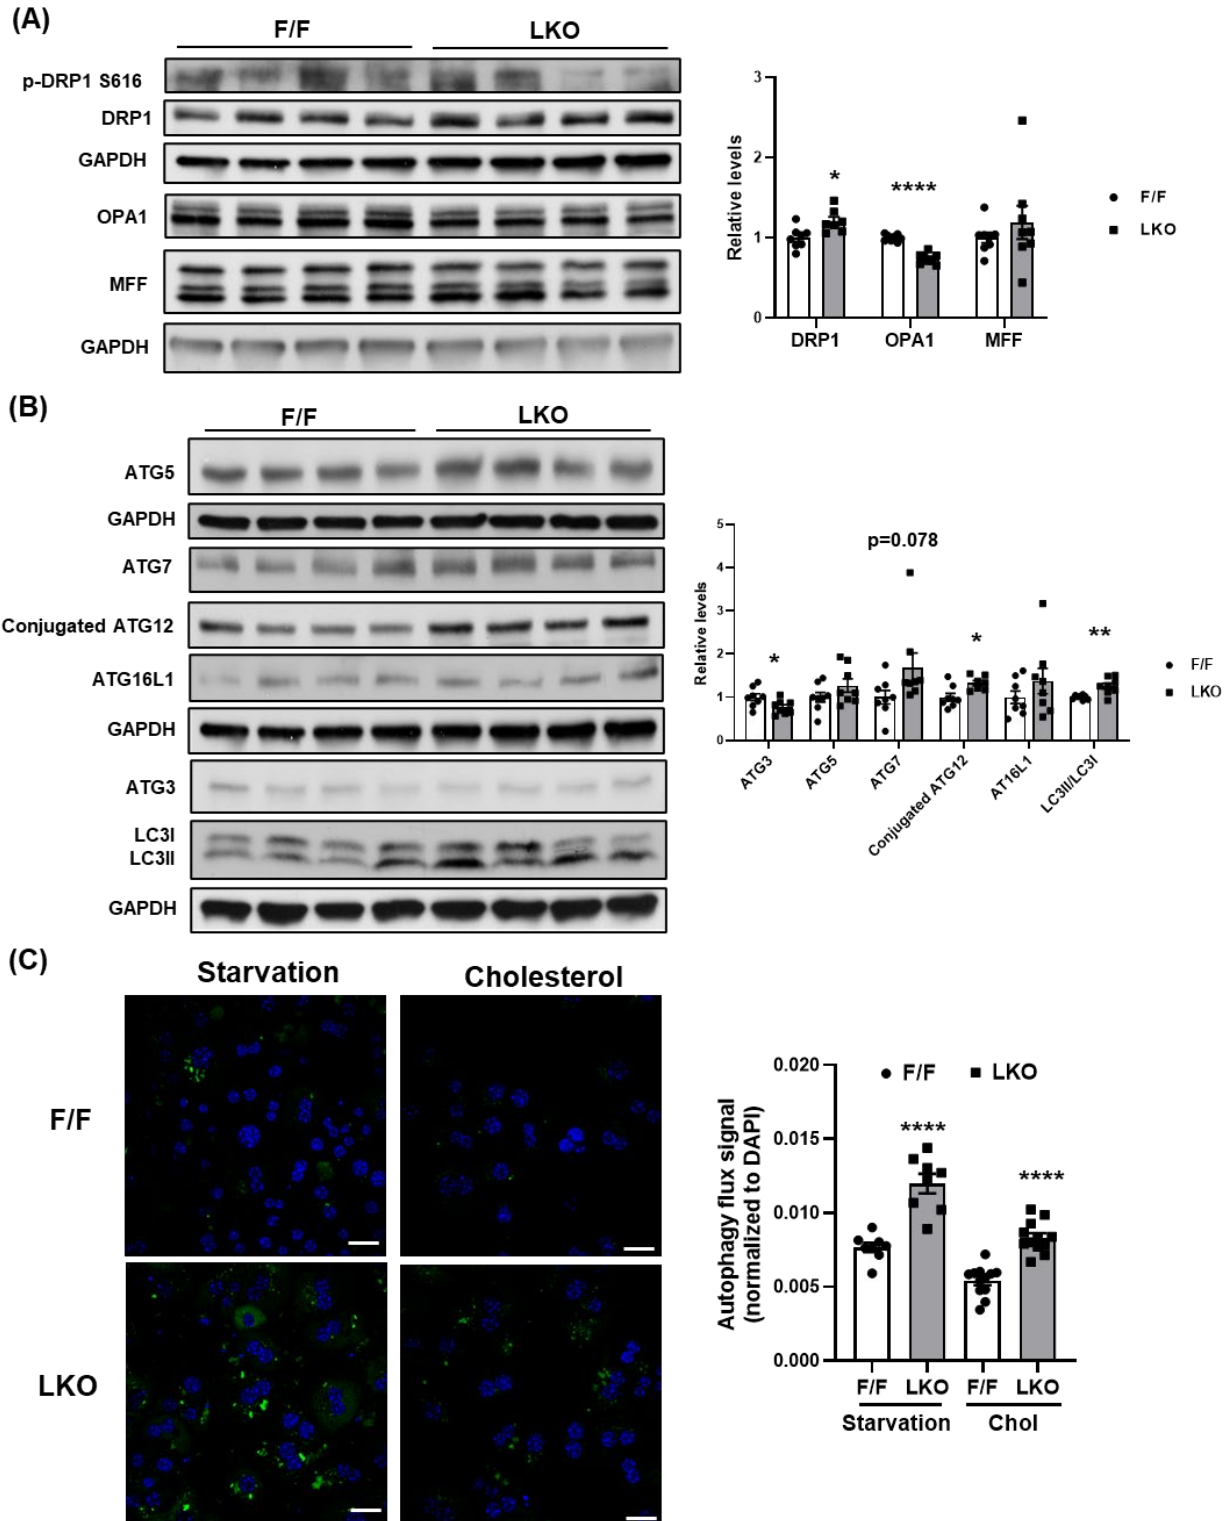 (A)
F/F
LKO
p-DRP1 S616
DRP1
GAPDH
OPA1
MFF
GAPDH
Relative levels
3
2
1
0
*
****
DRP1
OPA1
MFF
F/F
LKO
(B)
F/F
LKO
ATG5
GAPDH
ATG7
Conjugated ATG12
ATG16L1
GAPDH
ATG3
LC3I
LC3II
GAPDH
Relative levels
5
4
3
2
1
0
p=0.078
*
*
**
ATG3
ATG5
ATG7
Conjugated ATG12
AT16L1
LC3II/LC3I
F/F
LKO
(C)
Starvation
Cholesterol
F/F
LKO
Autophagy flux signal
(normalized to DAPI)
0.020
0.015
0.010
0.005
0.000
F/F
LKO
****
****
F/F
LKO
F/F
LKO
Starvation
Chol